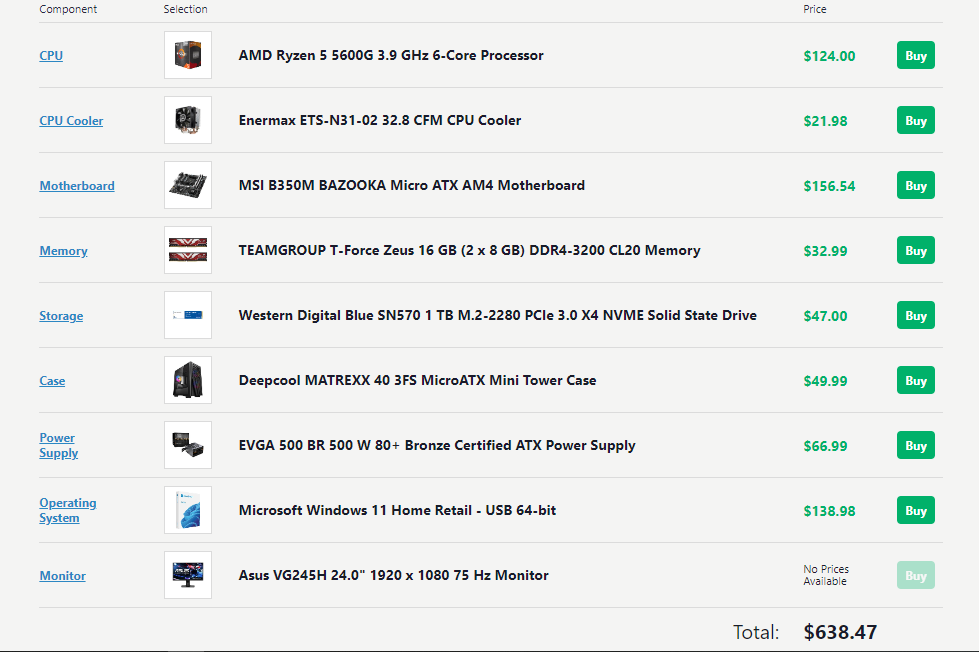 Component Selection Price
CPU AMD Ryzen 5 5600G 3.9 GHz 6-Core Processor $124.00 Buy
CPU Cooler Enermax ETS-N31-02 32.8 CFM CPU Cooler $21.98 Buy
Motherboard MSI B350M BAZOOKA Micro ATX AM4 Motherboard $156.54 Buy
Memory TEAMGROUP T-Force Zeus 16 GB (2 x 8 GB) DDR4-3200 CL20 Memory $32.99 Buy
Storage Western Digital Blue SN570 1 TB M.2-2280 PCIe 3.0 X4 NVME Solid State Drive $47.00 Buy
Case Deepcool MATREXX 40 3FS MicroATX Mini Tower Case $49.99 Buy
Power
Supply EVGA 500 BR 500 W 80+ Bronze Certified ATX Power Supply $66.99 Buy
Operating
System Microsoft Windows 11 Home Retail - USB 64-bit $138.98 Buy
Monitor Asus VG245H 24.0" 1920 x 1080 75 Hz Monitor No Prices
Available Buy
Total: $638.47